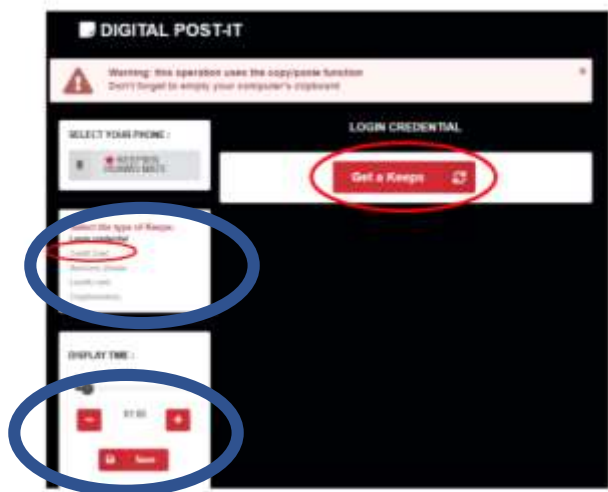 DIGITAL POST-IT
Warning: this operation uses the copy/paste function
Don't forget to empty your computer's clipboard
SELECT YOUR PHONE :
LOGIN CREDENTIAL
Get a Keeps
Select the type of Keeps:
Login credential
Credit card
DISPLAY TIME :
Save